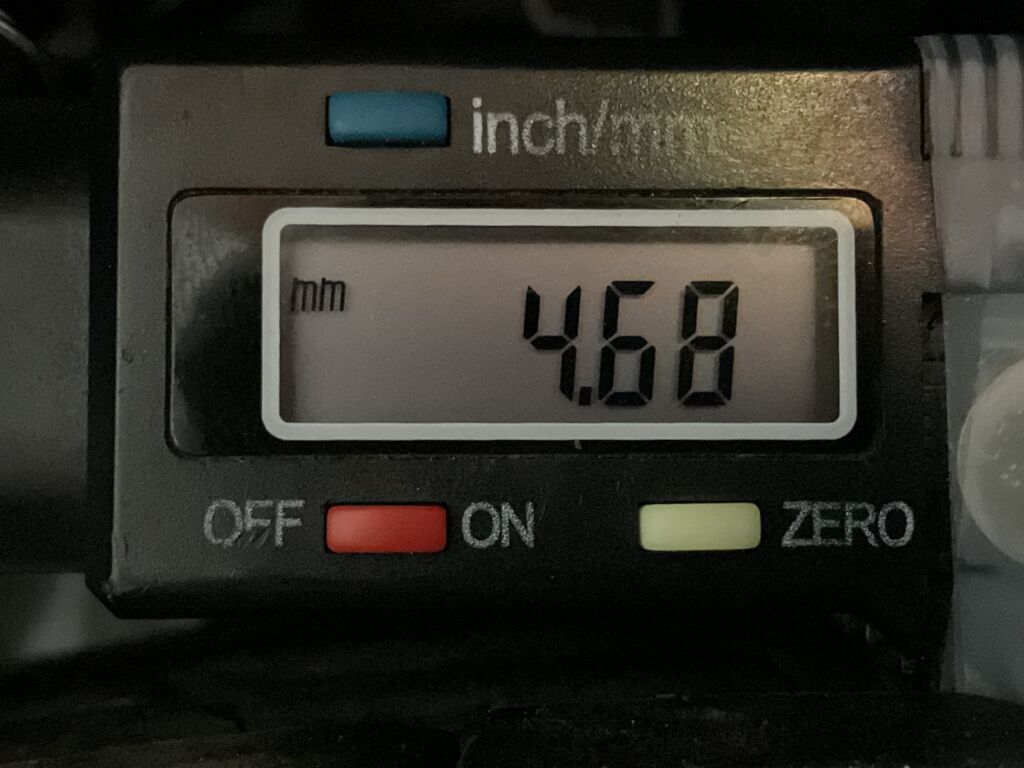 inch/mm
mm 4.68
OFF ON ZERO